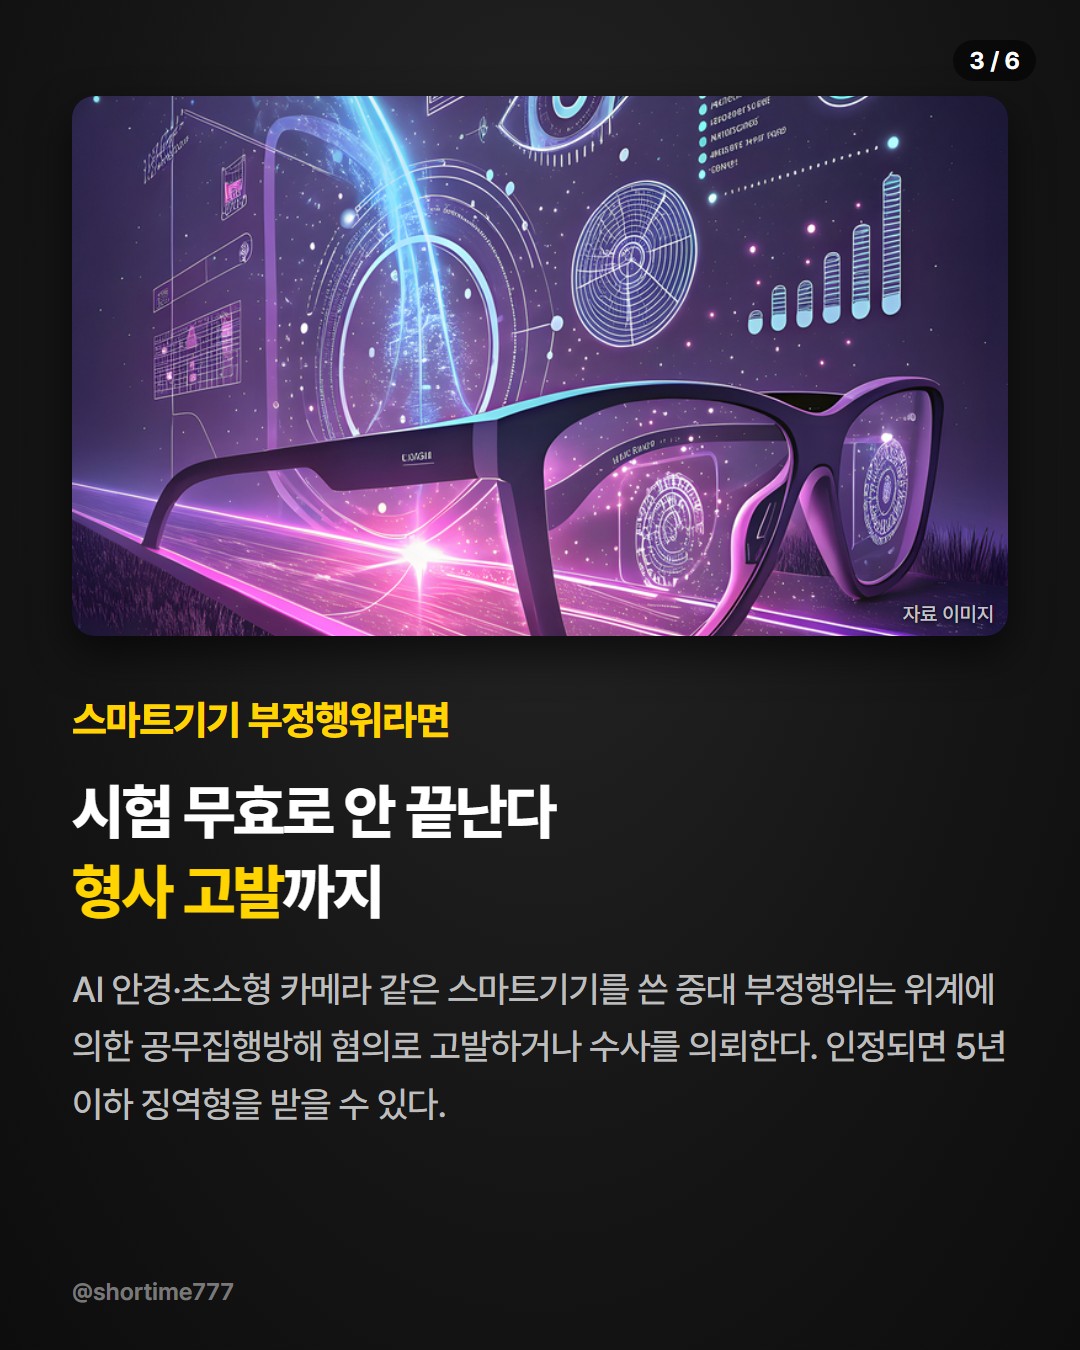 3 / 6
자료 이미지
스마트기기 부정행위라면
시험 무효로 안 끝난다
형사 고발까지
AI 안경·초소형 카메라 같은 스마트기기를 쓴 중대 부정행위는 위계에
의한 공무집행방해 혐의로 고발하거나 수사를 의뢰한다. 인정되면 5년
이하 징역형을 받을 수 있다.
@shortime777